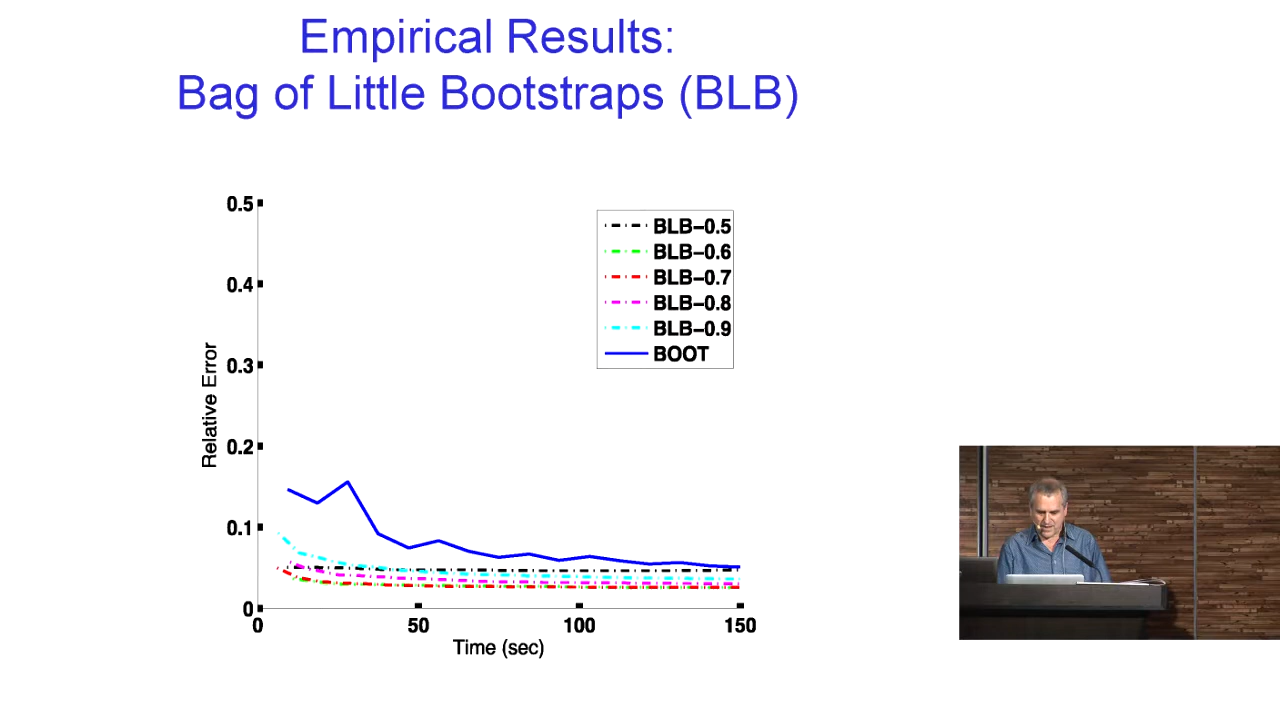 Empirical Results:
Bag of Little Bootstraps (BLB)
0.5
0.4
0.3
0.2
0.1
0
Relative Error
BLB-0.5
BLB-0.6
BLB-0.7
BLB-0.8
BLB-0.9
BOOT
0 50 100 150
Time (sec)